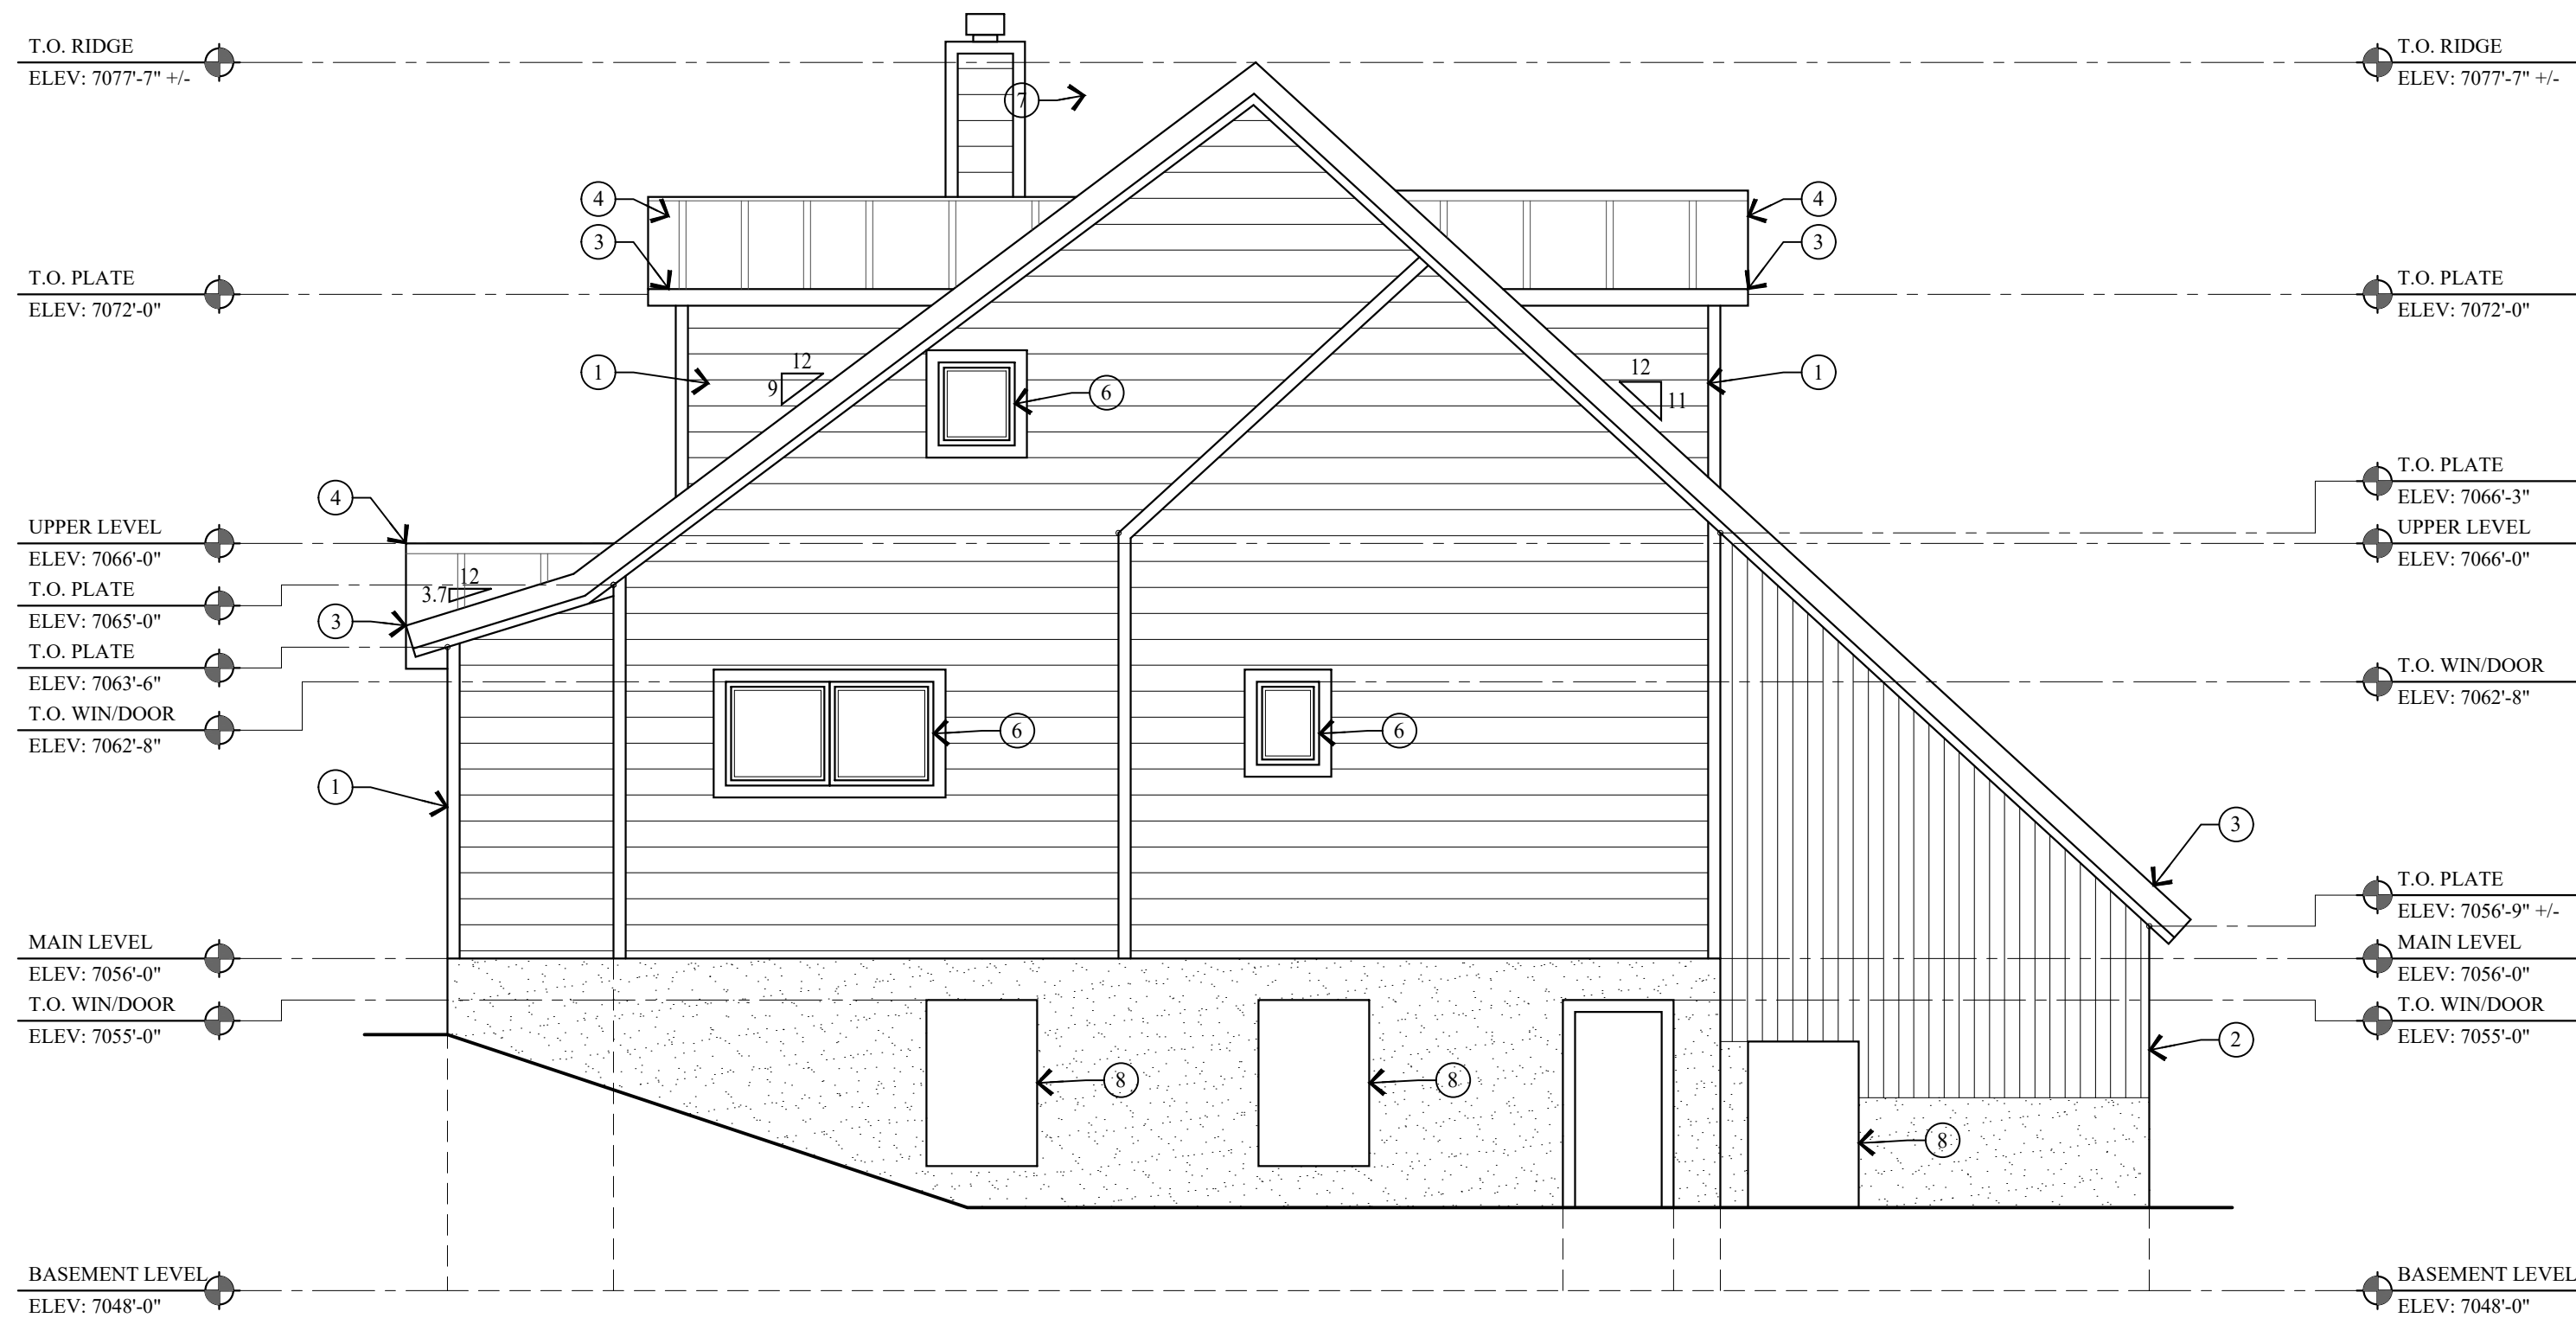 T.O. RIDGE
ELEV: 7077'-7" +/-
T.O. PLATE
ELEV: 7072'-0"
UPPER LEVEL
ELEV: 7066'-0"
T.O. PLATE
ELEV: 7065'-0"
T.O. PLATE
ELEV: 7063'-6"
T.O. WIN/DOOR
ELEV: 7062'-8"
MAIN LEVEL
ELEV: 7056'-0"
T.O. WIN/DOOR
ELEV: 7055'-0"
BASEMENT LEVEL
ELEV: 7048'-0"
7
4
3
1
12
9
6
4
12
3.7
3
1
6
6
8
8
8
4
3
12
11
1
3
2
T.O. RIDGE
ELEV: 7077'-7" +/-
T.O. PLATE
ELEV: 7072'-0"
T.O. PLATE
ELEV: 7066'-3"
UPPER LEVEL
ELEV: 7066'-0"
T.O. WIN/DOOR
ELEV: 7062'-8"
T.O. PLATE
ELEV: 7056'-9" +/-
MAIN LEVEL
ELEV: 7056'-0"
T.O. WIN/DOOR
ELEV: 7055'-0"
BASEMENT LEVEL
ELEV: 7048'-0"